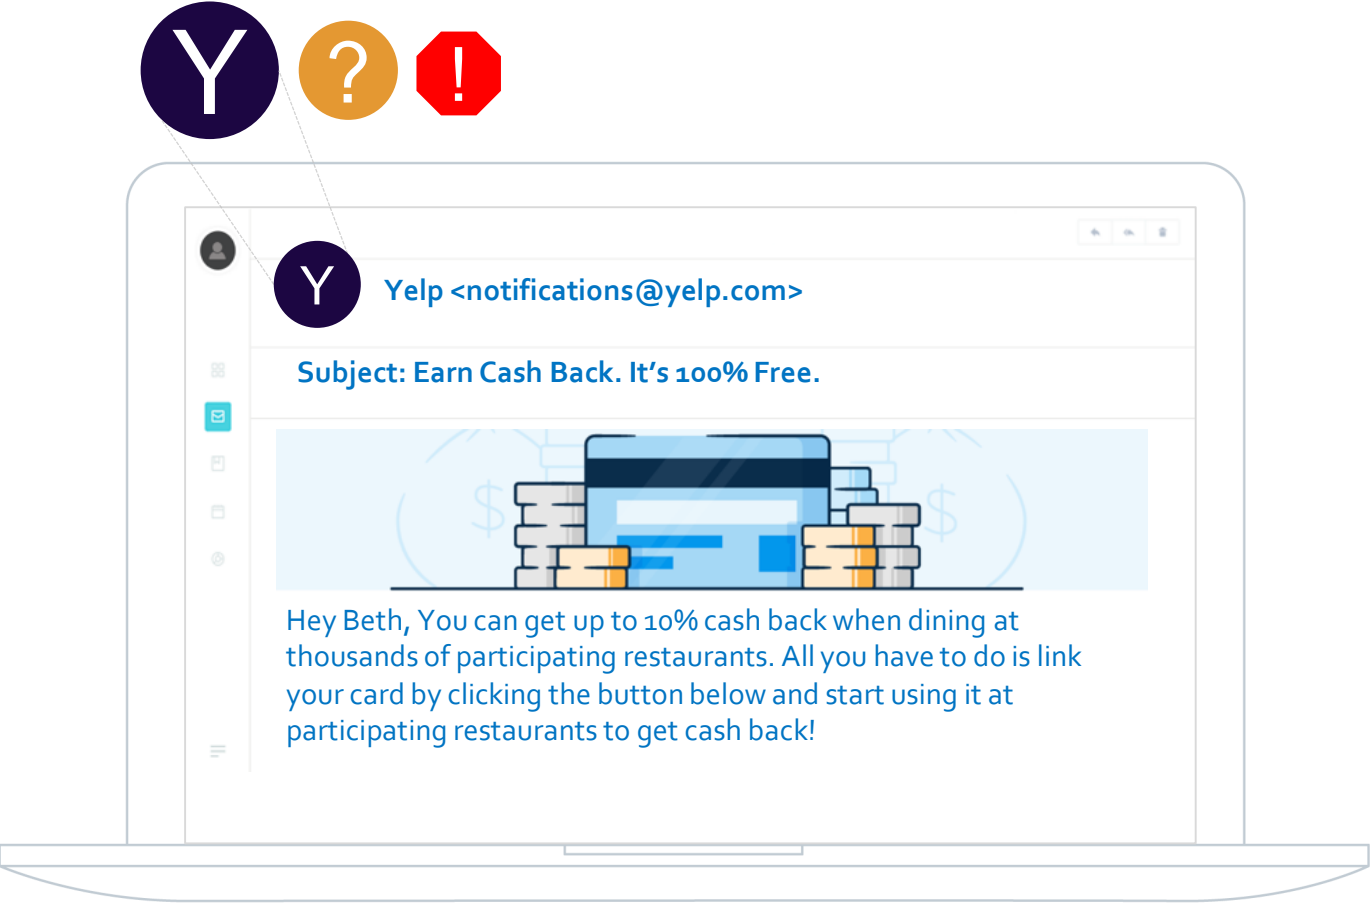 Y ? !
Y Yelp <notifications@yelp.com>
Subject: Earn Cash Back. It’s 100% Free.
$ $
Hey Beth, You can get up to 10% cash back when dining at
thousands of participating restaurants. All you have to do is link
your card by clicking the button below and start using it at
participating restaurants to get cash back!